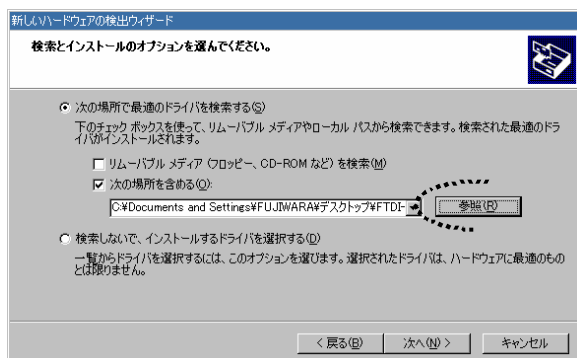 新しいハードウェアの検出ウィザード
検索とインストールのオプションを選んでください。
次の場所で最適のドライバを検索する(S)
下のチェック ボックスを使って、リムーバブル メディアやローカル パスから検索できます。検索された最適のドラ
イバがインストールされます。
リムーバブル メディア (フロッピー、CD-ROM など) を検索(M)
次の場所を含める(O):
C:¥Documents and Settings¥FUJIWARA¥デスクトップ¥FTDI-
参照(R)
検索しないで、インストールするドライバを選択する(D)
一覧からドライバを選択するには、このオプションを選びます。選択されたドライバは、ハードウェアに最適のもの
とは限りません。
< 戻る(B)
次へ(N) >
キャンセル